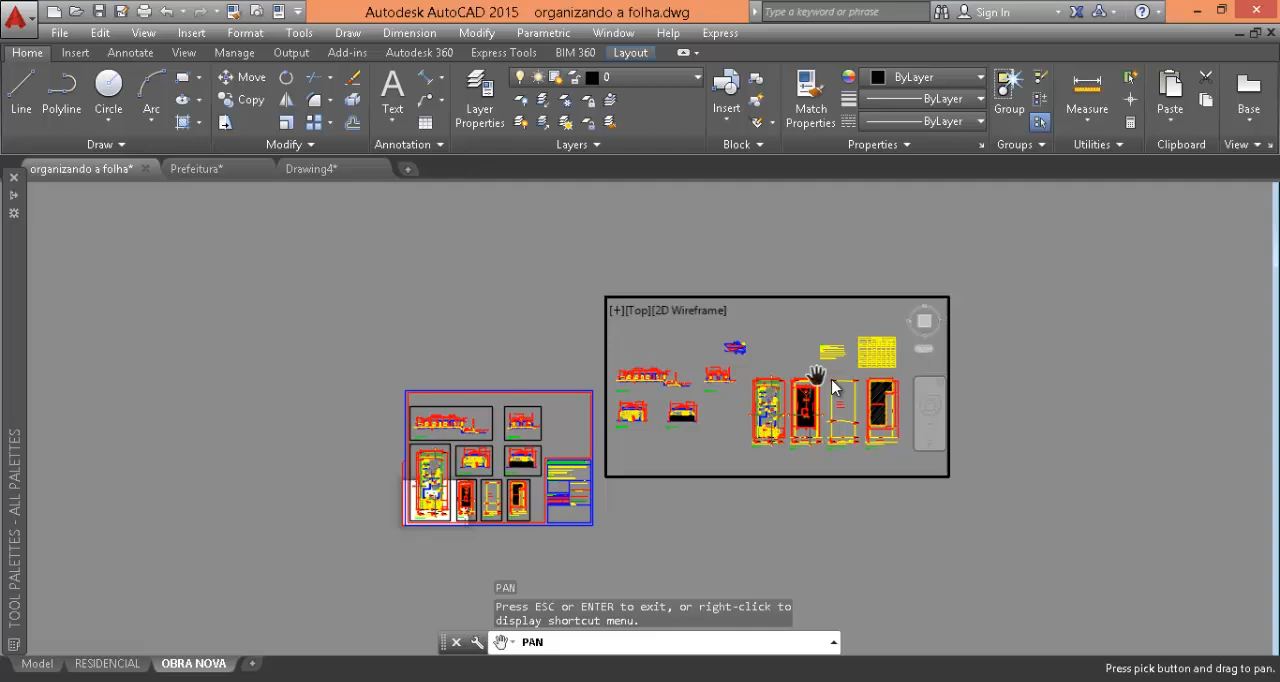 Autodesk AutoCAD 2015 organizando a folha.dwg
Type a keyword or phrase
Sign In
File Edit View Insert Format Tools Draw Dimension Modify Parametric Window Help Express
Home Insert Annotate View Manage Output Add-ins Autodesk 360 Express Tools BIM 360 Layout
Line Polyline Circle Arc
Move
Copy
Text
Layer Properties
0
Insert
Match Properties
ByLayer
ByLayer
ByLayer
Group
Measure
Paste
Base
Draw Modify Annotation Layers Block Properties Groups Utilities Clipboard View
organizando a folha* Prefeitura* Drawing4*
[+][Top][2D Wireframe]
TOOL PALETTES - ALL PALETTES
PAN
Press ESC or ENTER to exit, or right-click to
display shortcut menu.
PAN
Model RESIDENCIAL OBRA NOVA
Press pick button and drag to pan.